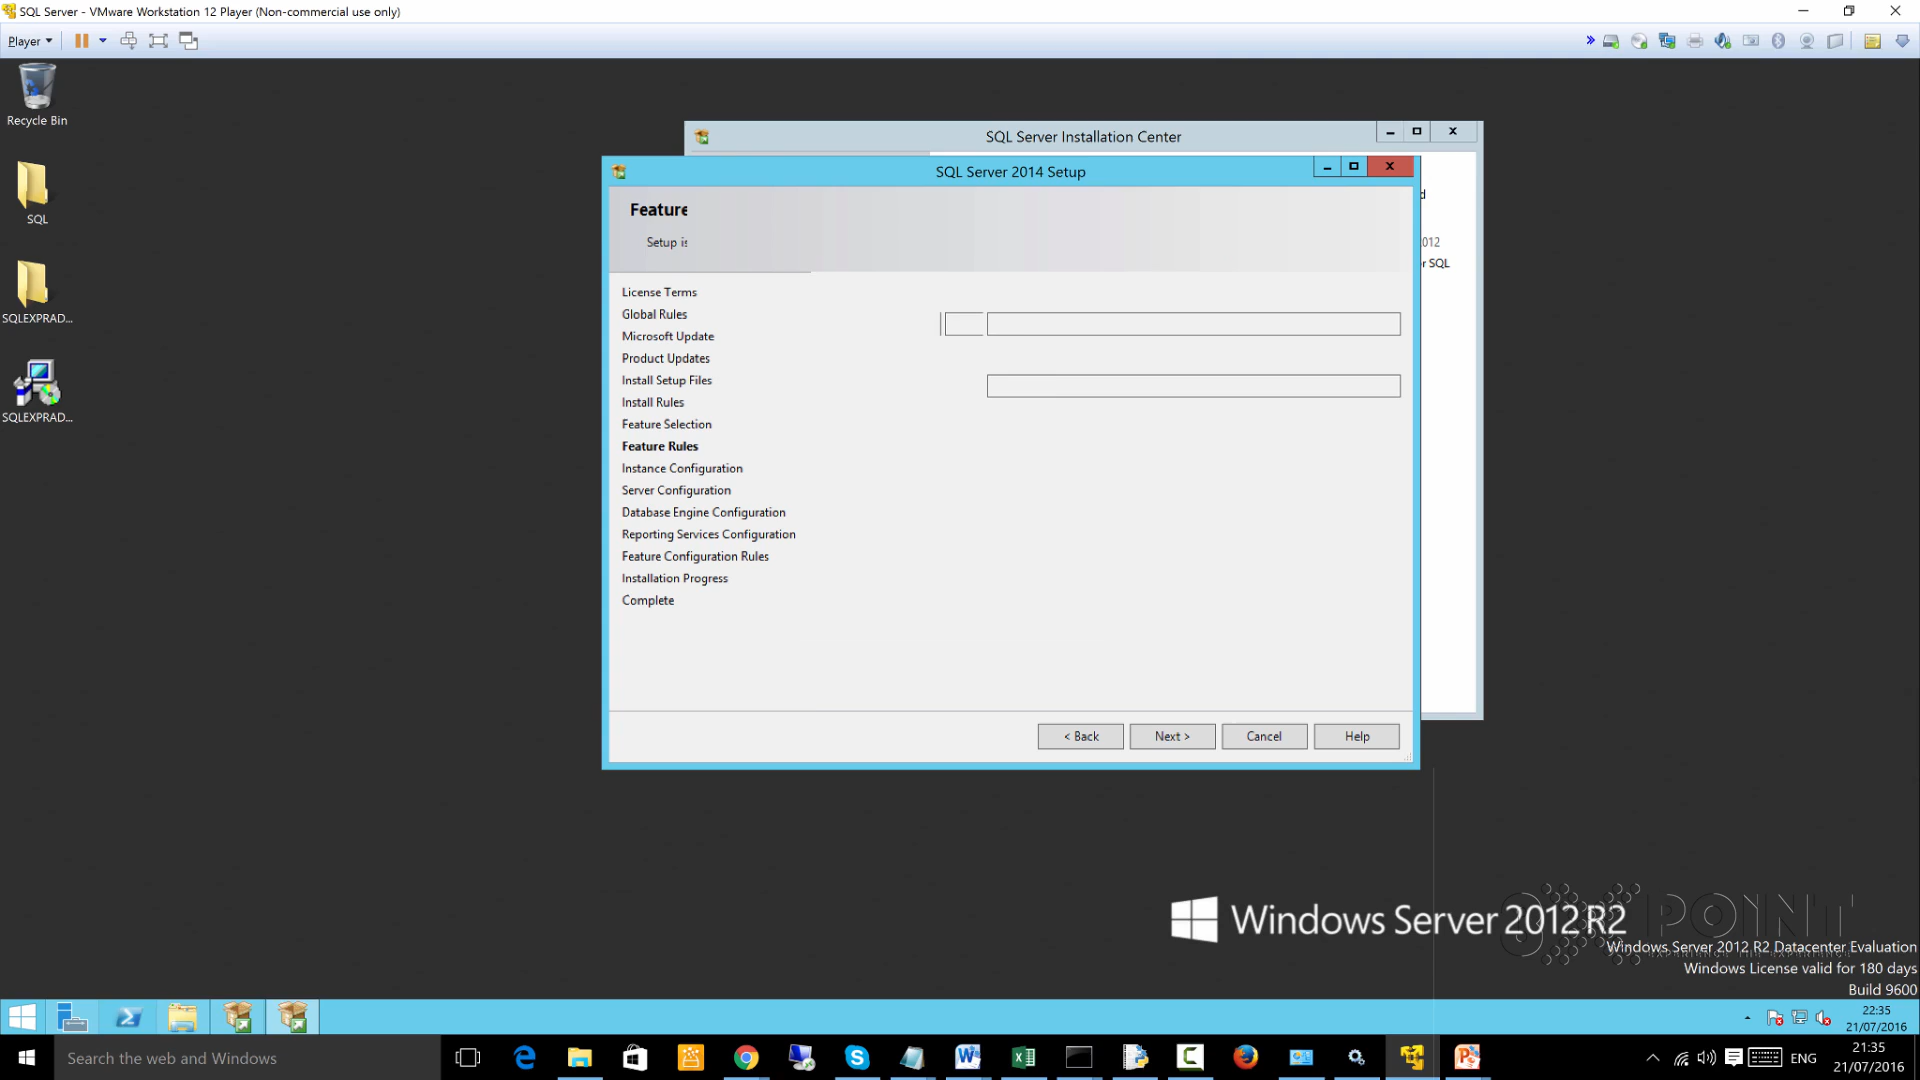 SQL Server - VMware Workstation 12 Player (Non-commercial use only)
Player
Recycle Bin
SQL
SQLEXPRAD...
SQLEXPRAD...
SQL Server Installation Center
SQL Server 2014 Setup
Feature
Setup is
License Terms
Global Rules
Microsoft Update
Product Updates
Install Setup Files
Install Rules
Feature Selection
Feature Rules
Instance Configuration
Server Configuration
Database Engine Configuration
Reporting Services Configuration
Feature Configuration Rules
Installation Progress
Complete
d
012
r SQL
< Back
Next >
Cancel
Help
Windows Server 2012 R2
POINT
Windows Server 2012 R2 Datacenter Evaluation
Windows License valid for 180 days
Build 9600
22:35
21/07/2016
Search the web and Windows
ENG
21:35
21/07/2016